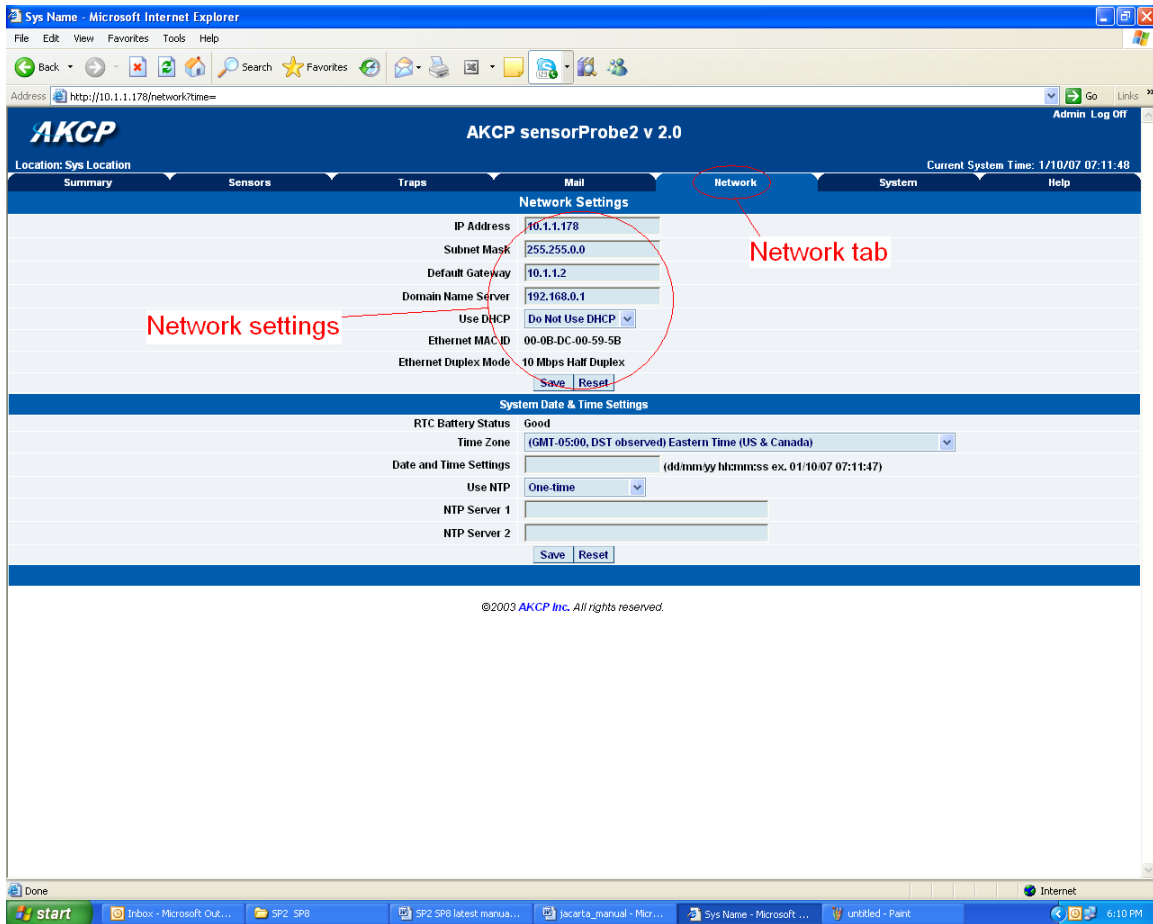 Sys Name - Microsoft Internet Explorer
File Edit View Favorites Tools Help
Back Search Favorites
Address http://10.1.1.178/network?time= Go Links »
Admin Log Off
AKCP AKCP sensorProbe2 v 2.0
Location: Sys Location Current System Time: 1/10/07 07:11:48
Summary Sensors Traps Mail Network System Help
Network Settings
IP Address 10.1.1.178
Subnet Mask 255.255.0.0
Network tab
Default Gateway 10.1.1.2
Domain Name Server 192.168.0.1
Network settings
Use DHCP Do Not Use DHCP
Ethernet MAC ID 00-0B-DC-00-59-5B
Ethernet Duplex Mode 10 Mbps Half Duplex
Save Reset
System Date & Time Settings
RTC Battery Status Good
Time Zone (GMT-05:00, DST observed) Eastern Time (US & Canada)
Date and Time Settings (dd/mm/yy hh:mm:ss ex. 01/10/07 07:11:47)
Use NTP One-time
NTP Server 1
NTP Server 2
Save Reset
©2003 AKCP Inc. All rights reserved.
Done Internet
start Inbox - Microsoft Out... SP2 SP8 SP2 SP8 latest manua... jacarta_manual - Micr... Sys Name - Microsoft ... untitled - Paint 6:10 PM